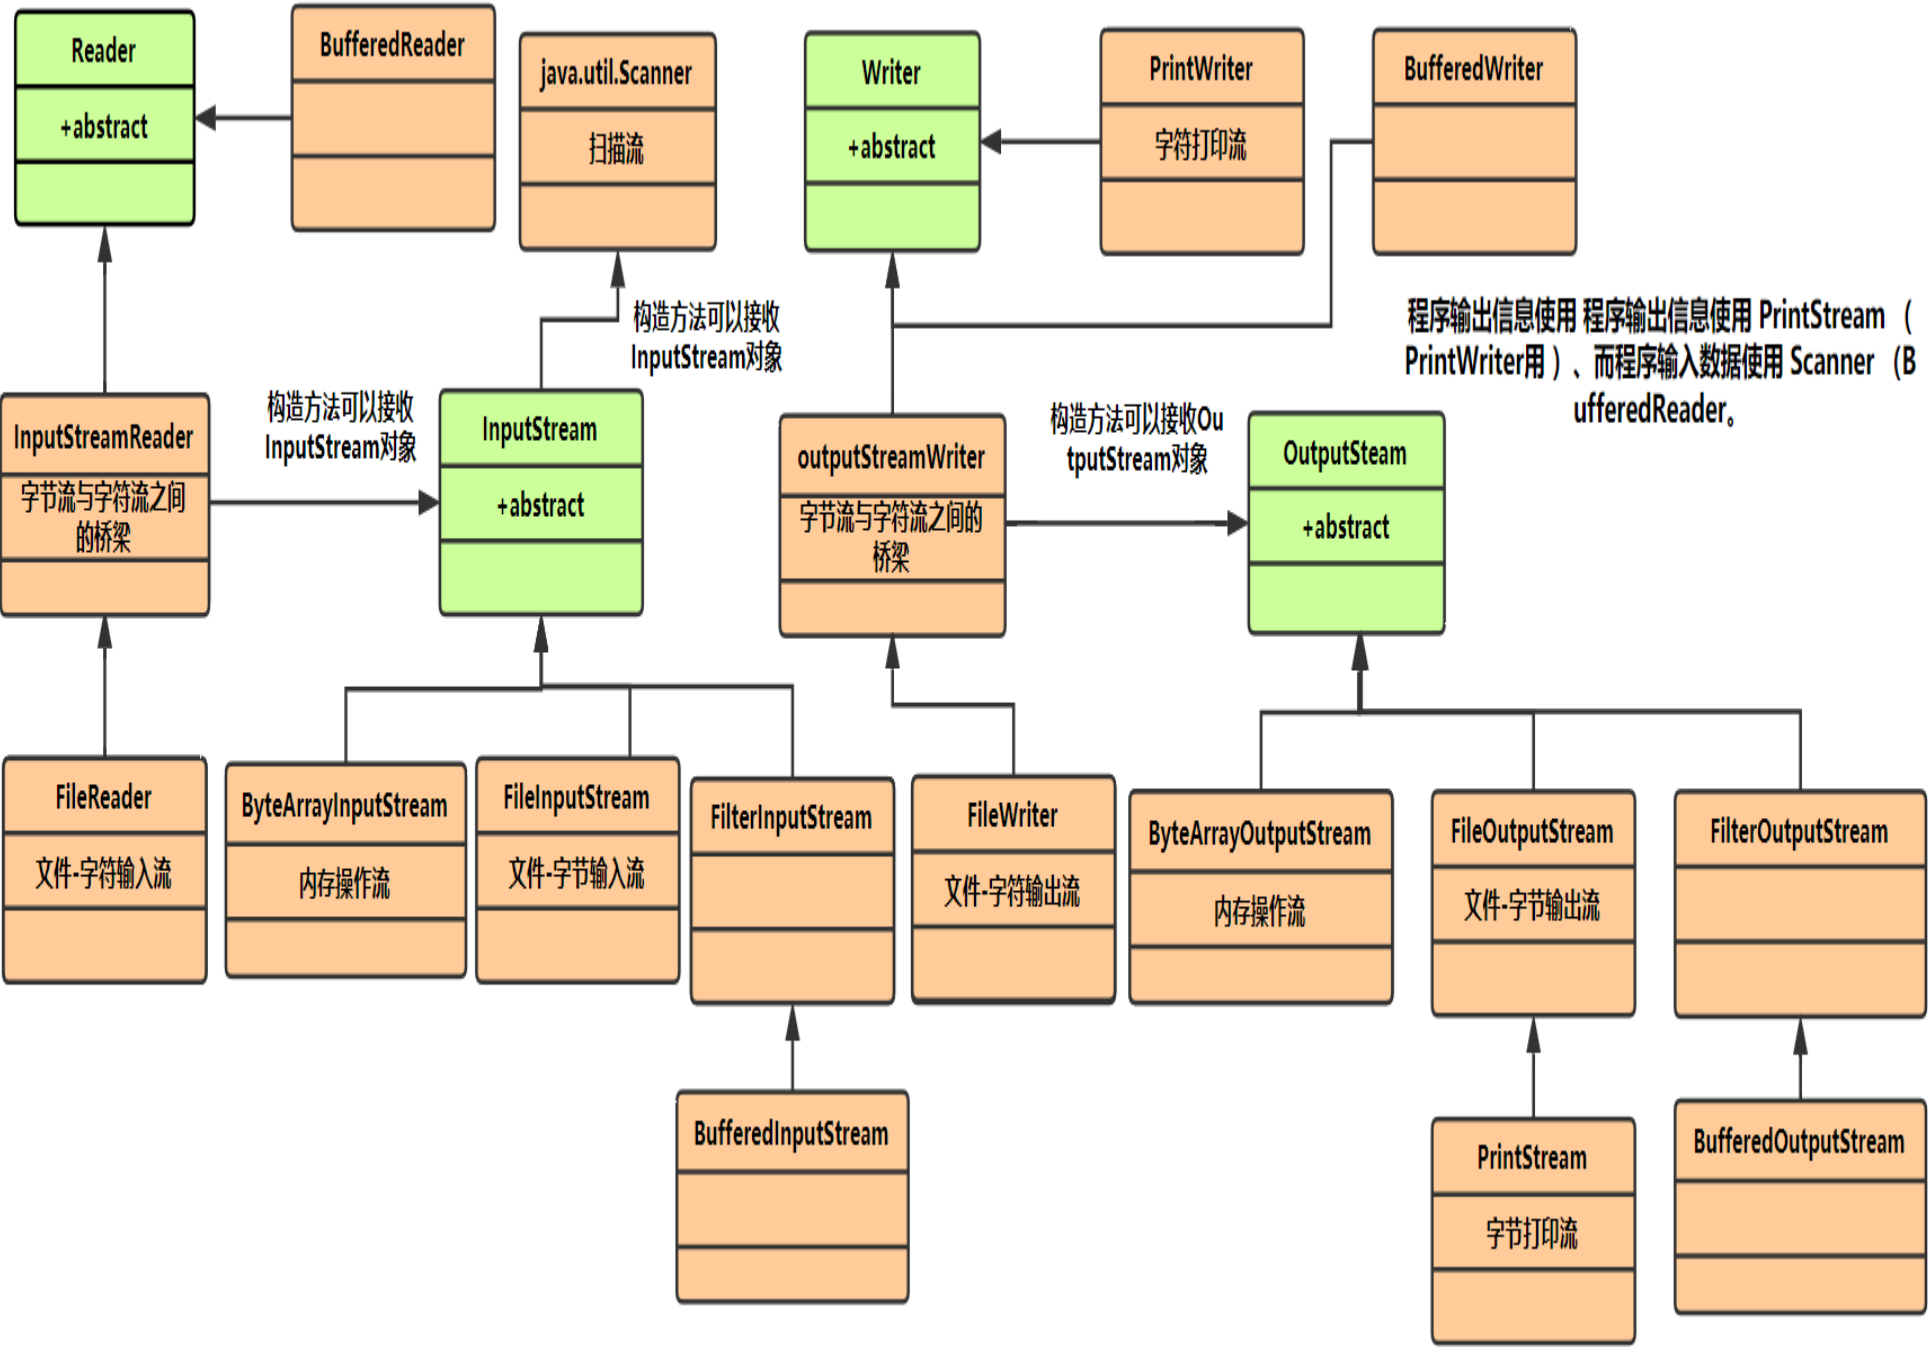 Reader
+abstract
BufferedReader
java.util.Scanner
扫描流
Writer
+abstract
PrintWriter
字符打印流
BufferedWriter
构造方法可以接收
InputStream对象
程序输出信息使用 程序输出信息使用 PrintStream （
PrintWriter用 ）、而程序输入数据使用 Scanner （B
ufferedReader。
InputStreamReader
字节流与字符流之间
的桥梁
构造方法可以接收
InputStream对象
InputStream
+abstract
outputStreamWriter
字节流与字符流之间的
桥梁
构造方法可以接收Ou
tputStream对象
OutputSteam
+abstract
FileReader
文件-字符输入流
ByteArrayInputStream
内存操作流
FileInputStream
文件-字节输入流
FilterInputStream
FileWriter
文件-字符输出流
ByteArrayOutputStream
内存操作流
FileOutputStream
文件-字节输出流
FilterOutputStream
BufferedInputStream
PrintStream
字节打印流
BufferedOutputStream